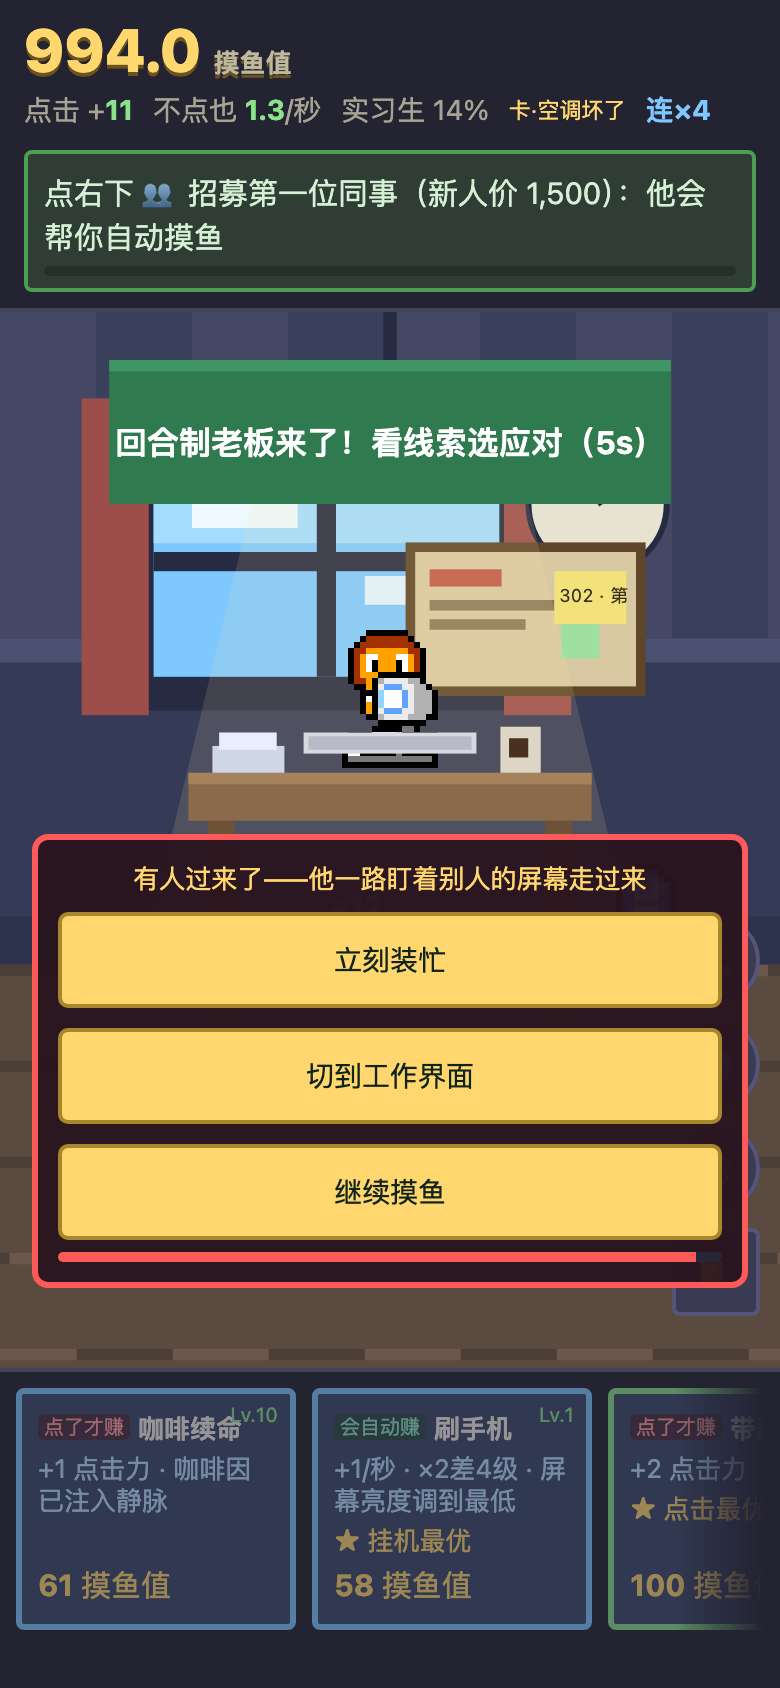 994.0 摸鱼值
点击 +11 不点也 1.3/秒 实习生 14% 卡·空调坏了 连×4
点右下 👥 招募第一位同事（新人价 1,500）：他会
帮你自动摸鱼
回合制老板来了！看线索选应对（5s）
302 · 第
有人过来了——他一路盯着别人的屏幕走过来
立刻装忙
切到工作界面
继续摸鱼
点了才赚 咖啡续命 Lv.10
+1 点击力 · 咖啡因
已注入静脉
61 摸鱼值
会自动赚 刷手机 Lv.1
+1/秒 · ×2差4级 · 屏
幕亮度调到最低
★ 挂机最优
58 摸鱼值
点了才赚 带
+2 点击力
★ 点击最优
100 摸鱼